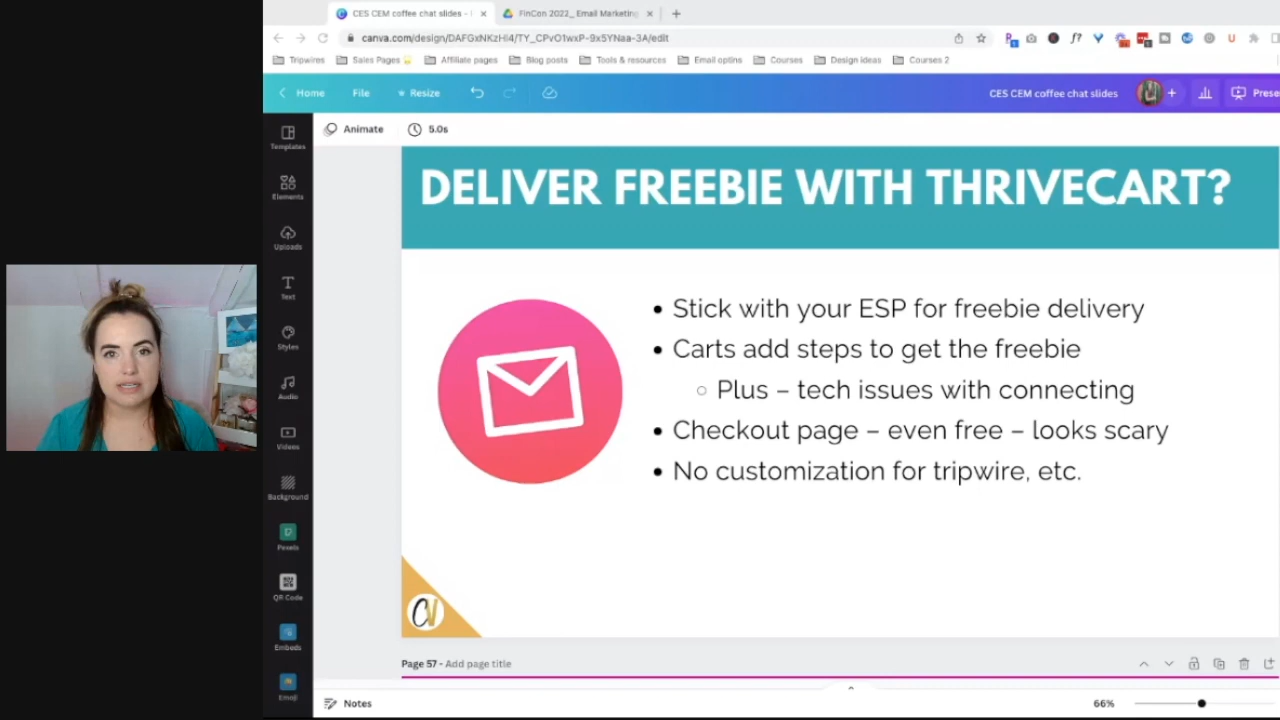 CES CEM coffee chat slides -
FinCon 2022_ Email Marketing
canva.com/design/DAFGxNKzHI4/TY_CPvO1wxP-9x5YNaa-3A/edit
Tripwires
Sales Pages
Affiliate pages
Blog posts
Tools & resources
Email optins
Courses
Design ideas
Courses 2
Home
File
Resize
CES CEM coffee chat slides
Prese
Animate
5.0s
Templates
Elements
Uploads
Text
Styles
Audio
Videos
Background
Pexels
QR Code
Embeds
Emoji
DELIVER FREEBIE WITH THRIVECART?
• Stick with your ESP for freebie delivery
• Carts add steps to get the freebie
○ Plus – tech issues with connecting
• Checkout page – even free – looks scary
• No customization for tripwire, etc.
CV
Page 57 - Add page title
Notes
66%